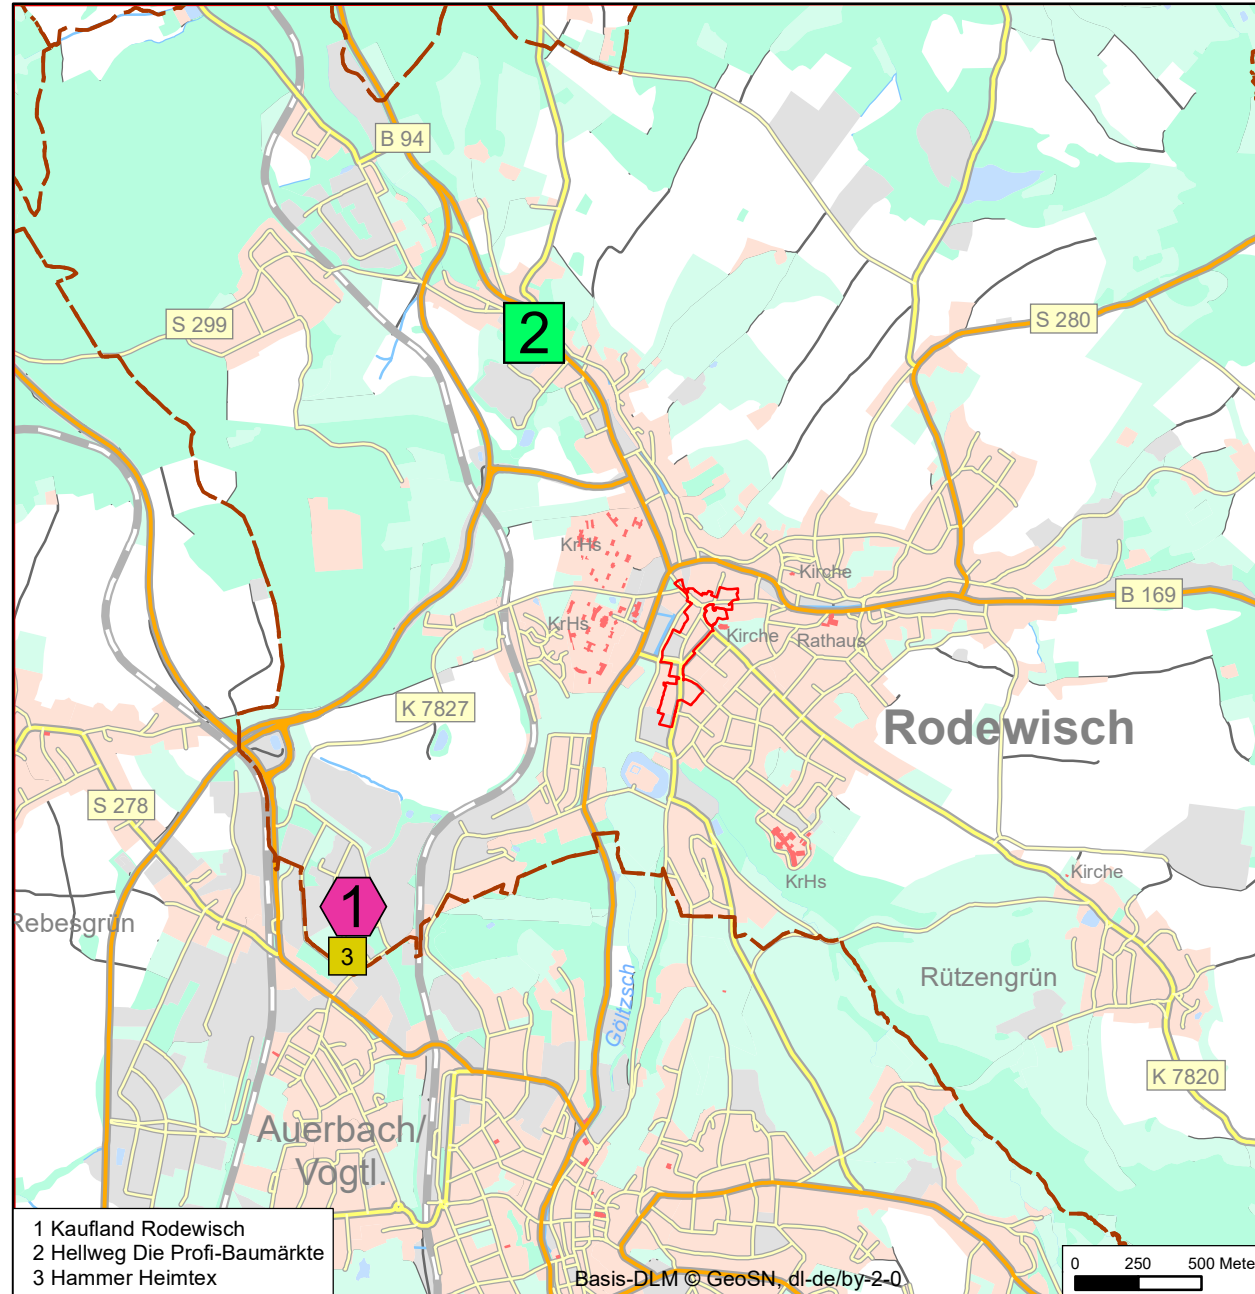 B 94
S 299
2
S 280
KrHs
Kirche
B 169
KrHs
Kirche
Rathaus
K 7827
Rodewisch
S 278
KrHs
Kirche
1
Rebesgrün
3
Rützengrün
Göltzsch
K 7820
Auerbach/
Vogtl.
1 Kaufland Rodewisch
2 Hellweg Die Profi-Baumärkte
3 Hammer Heimtex
Basis-DLM © GeoSN, dl-de/by-2-0
0 250 500 Mete